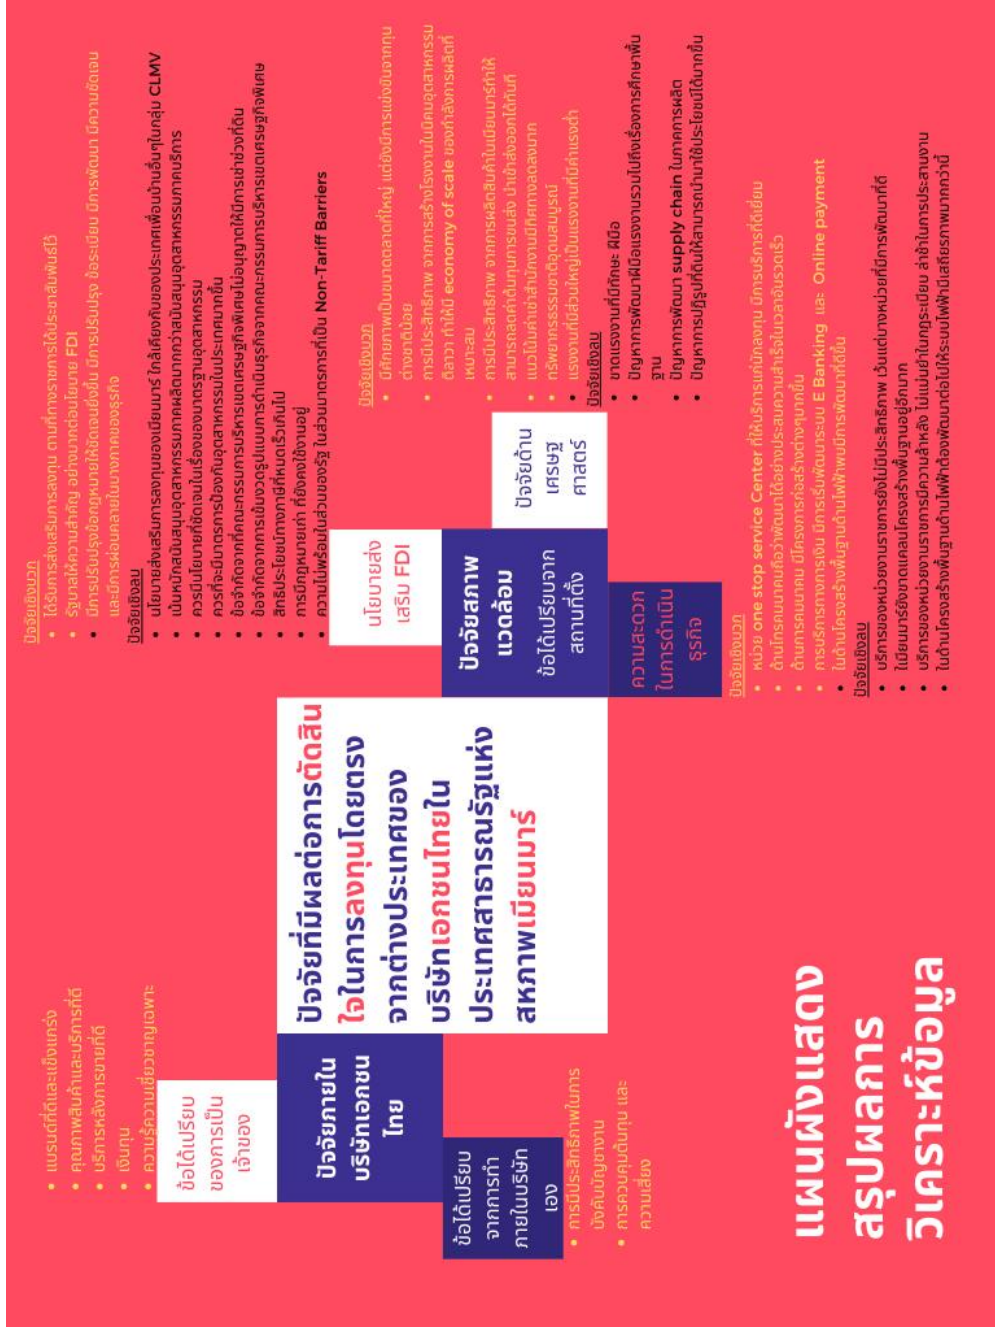 แผนผังแสดง
สรุปผลการ
วิเคราะห์ข้อมูล
ปัจจัยที่มีผลต่อการตัดสิน
ใจในการลงทุนโดยตรง
จากต่างประเทศของ
บริษัทเอกชนไทยใน
ประเทศสาธารณรัฐแห่ง
สหภาพเมียนมาร์
ปัจจัยภายใน
บริษัทเอกชน
ไทย
ข้อได้เปรียบ
ของการเป็น
เจ้าของ
• แบรนด์ที่ดีและแข็งแกร่ง
• คุณภาพสินค้าและบริการที่ดี
• บริการหลังการขายที่ดี
• เงินทุน
• ความรู้ความเชี่ยวชาญเฉพาะ
ข้อได้เปรียบ
จากการทำ
ภายในบริษัท
เอง
• การมีประสิทธิภาพในการ
บังคับบัญชางาน
• การควบคุมต้นทุน และ
ความเสี่ยง
ปัจจัยสภาพ
แวดล้อม
ข้อได้เปรียบจาก
สถานที่ตั้ง
นโยบายส่ง
เสริม FDI
ปัจจัยเชิงบวก
• ได้รับการส่งเสริมการลงทุน ตามที่ทางราชการได้ประชาสัมพันธ์ไว้
• รัฐบาลให้ความสำคัญ อย่างมากต่อนโยบาย FDI
• มีการปรับปรุงข้อกฎหมายให้ชัดเจนยิ่งขึ้น มีการปรับปรุง ข้อระเบียบ มีการพัฒนา มีความชัดเจน
และมีการผ่อนคลายในบางภาคของธุรกิจ
ปัจจัยเชิงลบ
• นโยบายส่งเสริมการลงทุนของเมียนมาร์ ใกล้เคียงกับของประเทศเพื่อนบ้านอื่นๆในกลุ่ม CLMV
• เน้นหนักสนับสนุนอุตสาหกรรมภาคผลิตมากกว่าสนับสนุนอุตสาหกรรมภาคบริการ
• ควรมีนโยบายที่ชัดเจนในเรื่องของมาตรฐานอุตสาหกรรม
• ควรที่จะมีมาตรการป้องกันอุตสาหกรรมในประเทศมากขึ้น
• ข้อจำกัดจากที่คณะกรรมการบริหารเขตเศรษฐกิจพิเศษไม่อนุญาตให้มีการเช่าช่วงที่ดิน
• ข้อจำกัดจากการเข้มงวดรูปแบบการดำเนินธุรกิจจากคณะกรรมการบริหารเขตเศรษฐกิจพิเศษ
• สิทธิประโยชน์ทางภาษีที่หมดเร็วเกินไป
• การมีกฎหมายเก่า ที่ยังคงใช้งานอยู่
• ความไม่พร้อมในส่วนของรัฐ ในส่วนมาตรการที่เป็น Non-Tariff Barriers
ปัจจัยด้าน
เศรษฐ
ศาสตร์
ปัจจัยเชิงบวก
• มีศักยภาพเป็นขนาดตลาดที่ใหญ่ แต่ยังมีการแข่งขันจากทุน
ต่างชาติน้อย
• การมีประสิทธิภาพ จากการสร้างโรงงานในนิคมอุตสาหกรรม
ติลาวา ทำให้มี economy of scale ของกำลังการผลิตที่
เหมาะสม
• การมีประสิทธิภาพ จากการผลิตสินค้าในเมียนมาร์ทำให้
สามารถลดค่าต้นทุนการขนส่ง นำเข้าส่งออกได้ทันที
• แนวโน้มค่าเช่าสำนักงานมีทิศทางลดลงมาก
• ทรัพยากรธรรมชาติอุดมสมบูรณ์
• แรงงานที่มีส่วนใหญ่เป็นแรงงานที่มีค่าแรงต่ำ
ปัจจัยเชิงลบ
• ขาดแรงงานที่มีทักษะ ฝีมือ
• ปัญหาการพัฒนาฝีมือแรงงานรวมไปถึงเรื่องการศึกษาพื้น
ฐาน
• ปัญหาการพัฒนา supply chain ในภาคการผลิต
• ปัญหาการปฏิรูปที่ดินให้สามารถนำมาใช้ประโยชน์ได้มากขึ้น
ความสะดวก
ในการดำเนิน
ธุรกิจ
ปัจจัยเชิงบวก
• หน่วย one stop service Center ที่ให้บริการแก่นักลงทุน มีการบริการที่ดีเยี่ยม
• ด้านโทรคมนาคมถือว่าพัฒนาได้อย่างประสบความสำเร็จในเวลาอันรวดเร็ว
• ด้านการคมนาคม มีโครงการก่อสร้างต่างๆมากขึ้น
• การบริการทางการเงิน มีการเริ่มพัฒนาระบบ E Banking และ Online payment
• ในด้านโครงสร้างพื้นฐานด้านไฟฟ้าพบมีการพัฒนาที่ดีขึ้น
ปัจจัยเชิงลบ
• บริการของหน่วยงานราชการยังไม่มีประสิทธิภาพ เว้นแต่บางหน่วยที่มีการพัฒนาที่ดี
• เมียนมาร์ยังขาดแคลนโครงสร้างพื้นฐานอยู่อีกมาก
• บริการของหน่วยงานราชการมีความล้าหลัง ไม่แม่นยำในกฎระเบียบ ล่าช้าในการประสานงาน
• ในด้านโครงสร้างพื้นฐานด้านไฟฟ้าต้องพัฒนาต่อไปให้ระบบไฟฟ้ามีเสถียรภาพมากกว่านี้